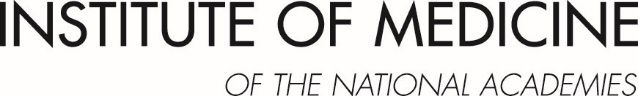 INSTITUTE OF MEDICINE
OF THE NATIONAL ACADEMIES